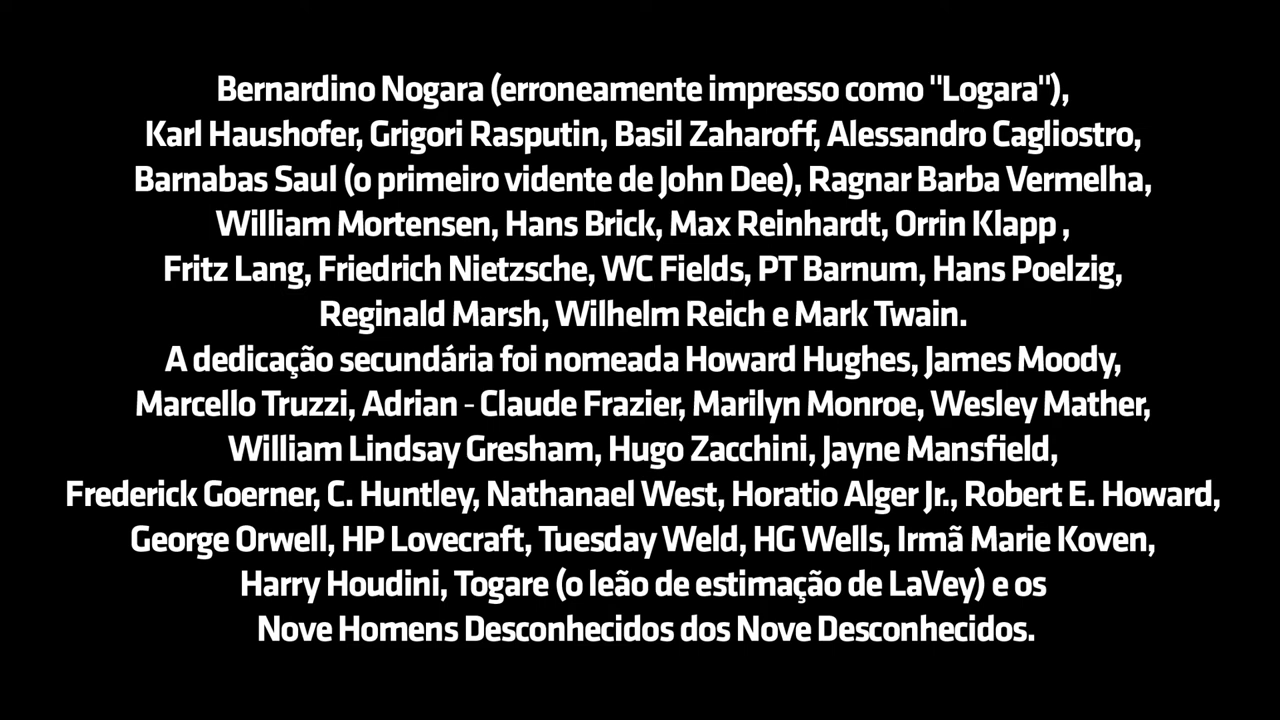 Bernardino Nogara (erroneamente impresso como "Logara"),
Karl Haushofer, Grigori Rasputin, Basil Zaharoff, Alessandro Cagliostro,
Barnabas Saul (o primeiro vidente de John Dee), Ragnar Barba Vermelha,
William Mortensen, Hans Brick, Max Reinhardt, Orrin Klapp ,
Fritz Lang, Friedrich Nietzsche, WC Fields, PT Barnum, Hans Poelzig,
Reginald Marsh, Wilhelm Reich e Mark Twain.
A dedicação secundária foi nomeada Howard Hughes, James Moody,
Marcello Truzzi, Adrian - Claude Frazier, Marilyn Monroe, Wesley Mather,
William Lindsay Gresham, Hugo Zacchini, Jayne Mansfield,
Frederick Goerner, C. Huntley, Nathanael West, Horatio Alger Jr., Robert E. Howard,
George Orwell, HP Lovecraft, Tuesday Weld, HG Wells, Irmã Marie Koven,
Harry Houdini, Togare (o leão de estimação de LaVey) e os
Nove Homens Desconhecidos dos Nove Desconhecidos.